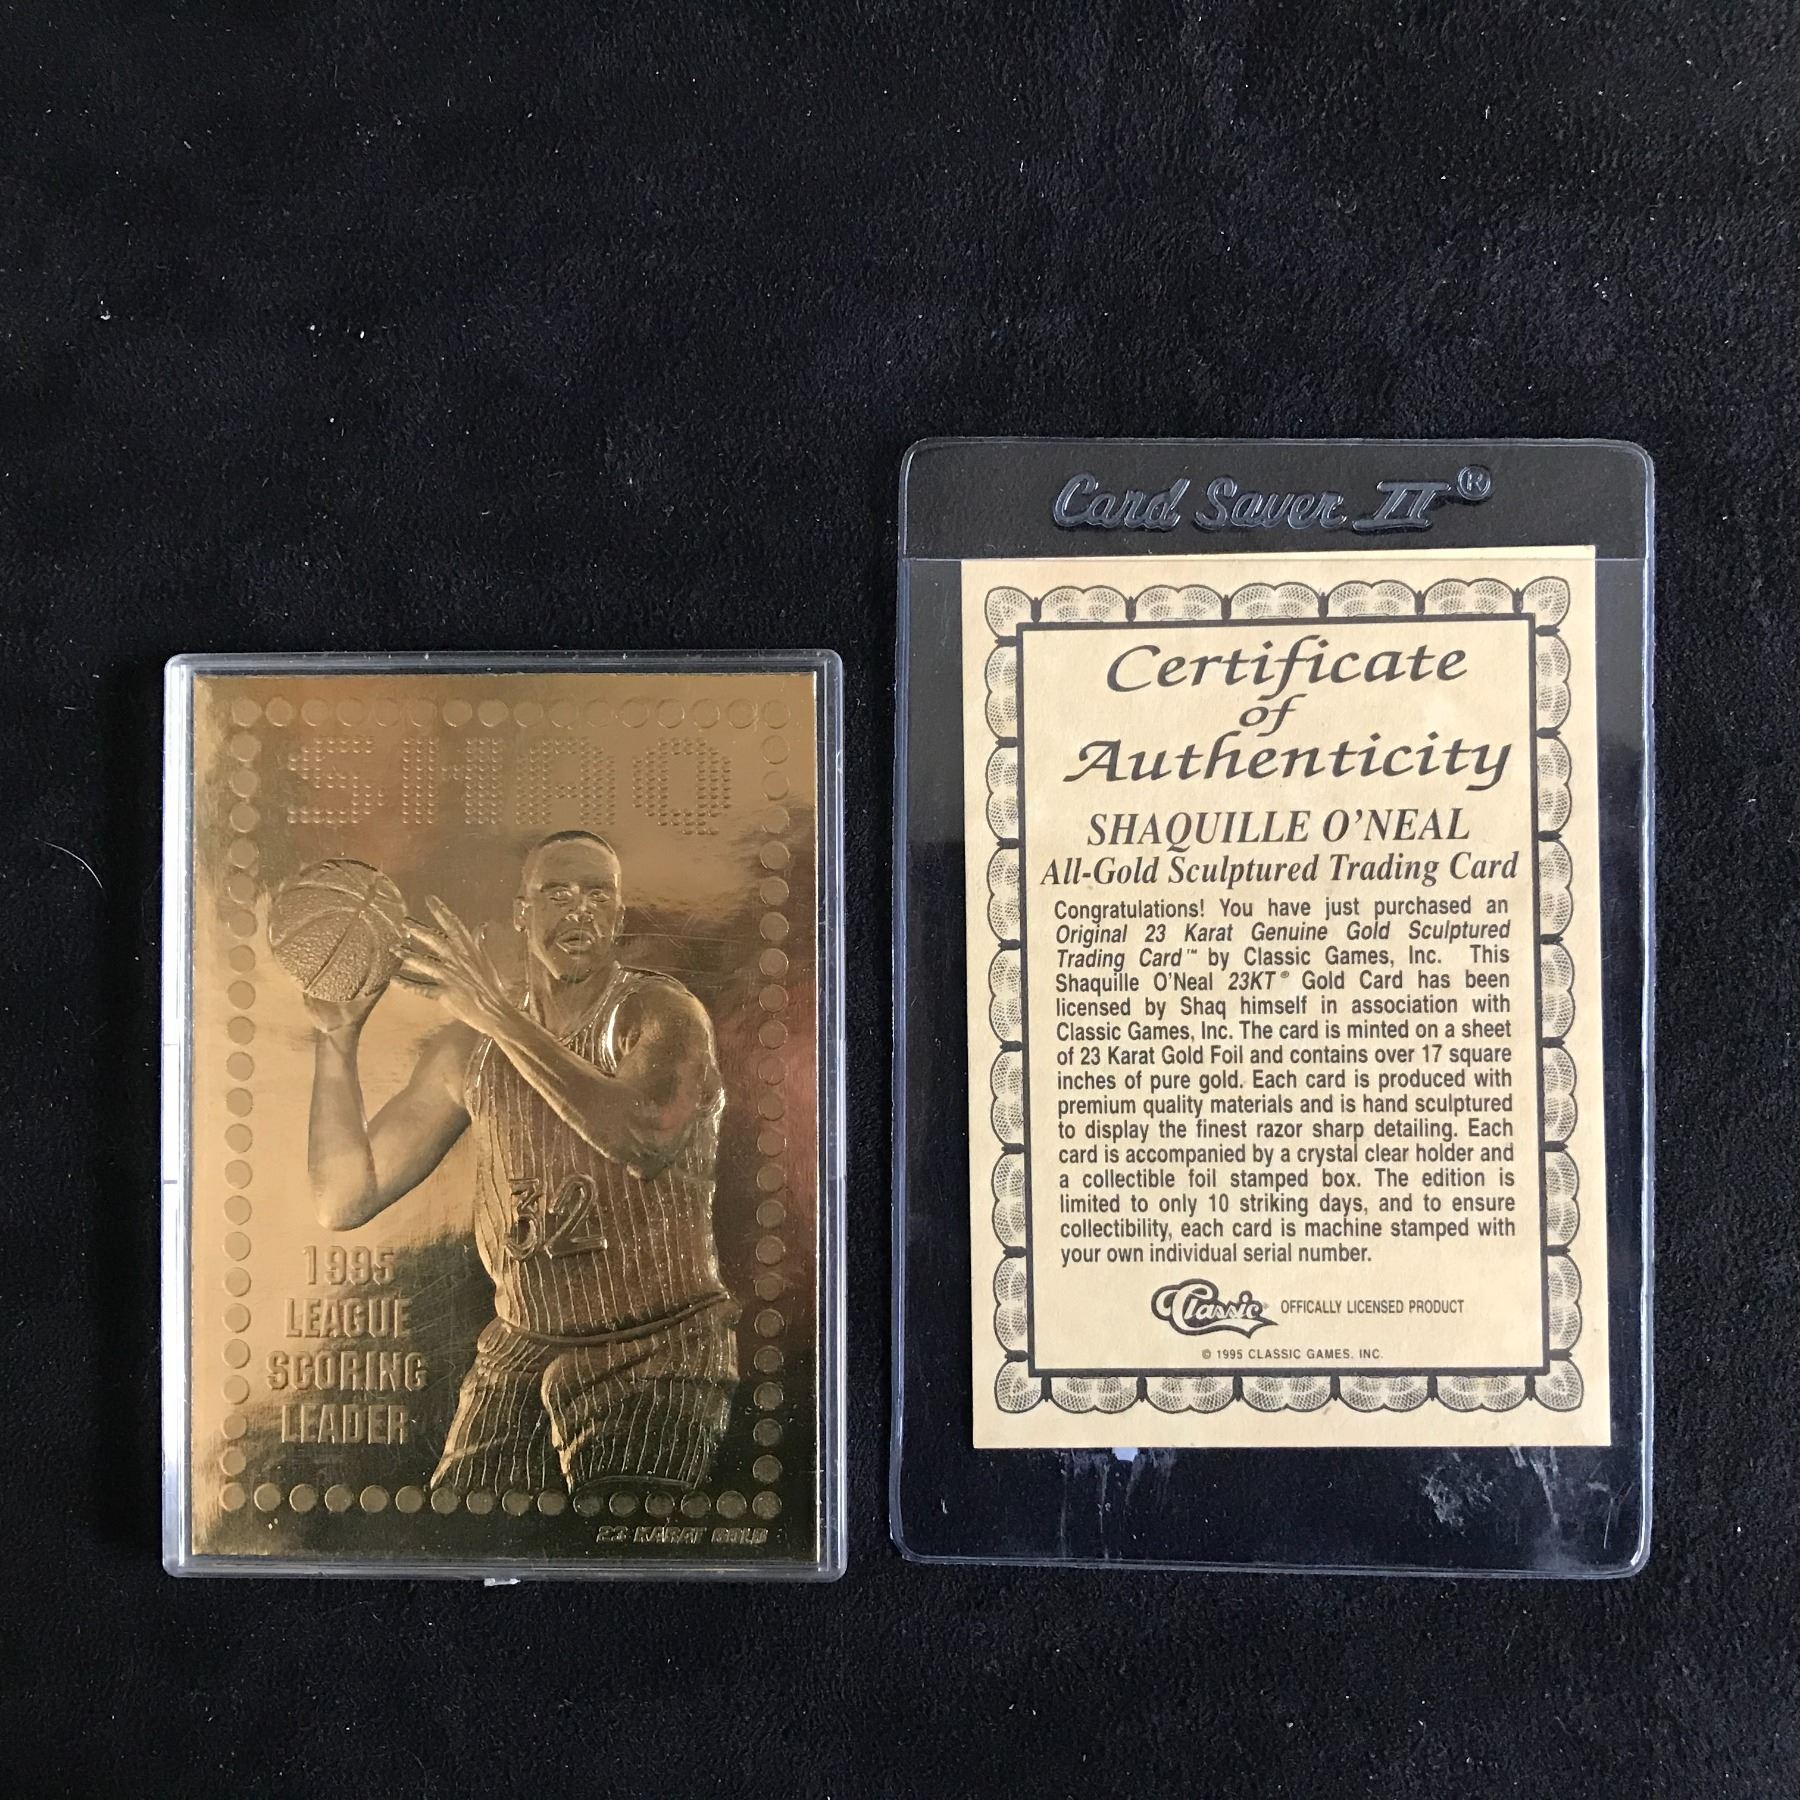 SHAQ
32
1995
LEAGUE
SCORING
LEADER
23 KARAT GOLD
Card Saver II®
Certificate
of
Authenticity
SHAQUILLE O'NEAL
All-Gold Sculptured Trading Card
Congratulations! You have just purchased an
Original 23 Karat Genuine Gold Sculptured
Trading Card™ by Classic Games, Inc. This
Shaquille O'Neal 23KT® Gold Card has been
licensed by Shaq himself in association with
Classic Games, Inc. The card is minted on a sheet
of 23 Karat Gold Foil and contains over 17 square
inches of pure gold. Each card is produced with
premium quality materials and is hand sculptured
to display the finest razor sharp detailing. Each
card is accompanied by a crystal clear holder and
a collectible foil stamped box. The edition is
limited to only 10 striking days, and to ensure
collectibility, each card is machine stamped with
your own individual serial number.
Classic® OFFICALLY LICENSED PRODUCT
© 1995 CLASSIC GAMES, INC.